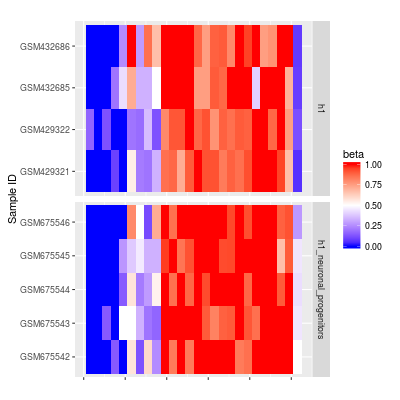 GSM432686
GSM432685
GSM429322
GSM429321
h1
GSM675546
GSM675545
GSM675544
GSM675543
GSM675542
h1_neuronal_progenitors
Sample ID
beta
1.00
0.75
0.50
0.25
0.00